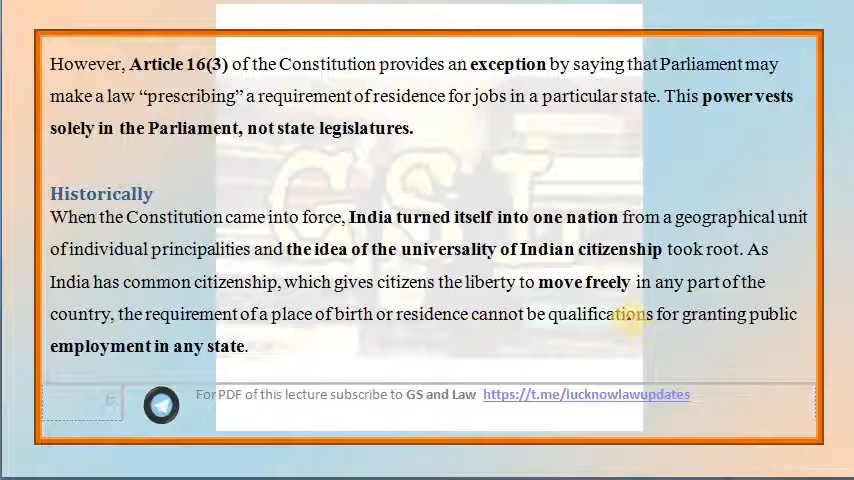 However, Article 16(3) of the Constitution provides an exception by saying that Parliament may
make a law “prescribing” a requirement of residence for jobs in a particular state. This power vests
solely in the Parliament, not state legislatures.
Historically
When the Constitution came into force, India turned itself into one nation from a geographical unit
of individual principalities and the idea of the universality of Indian citizenship took root. As
India has common citizenship, which gives citizens the liberty to move freely in any part of the
country, the requirement of a place of birth or residence cannot be qualifications for granting public
employment in any state.
6
For PDF of this lecture subscribe to GS and Law https://t.me/lucknowlawupdates
GSL